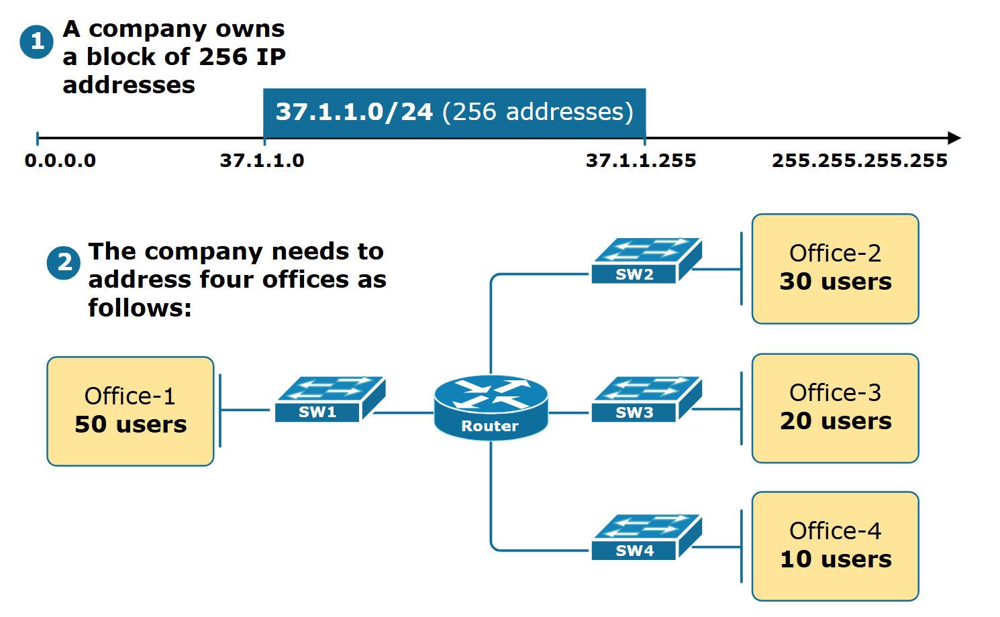 1
A company owns
a block of 256 IP
addresses
37.1.1.0/24 (256 addresses)
0.0.0.0
37.1.1.0
37.1.1.255
255.255.255.255
2
The company needs to
address four offices as
follows:
SW2
Office-2
30 users
Office-1
50 users
SW1
Router
SW3
Office-3
20 users
SW4
Office-4
10 users